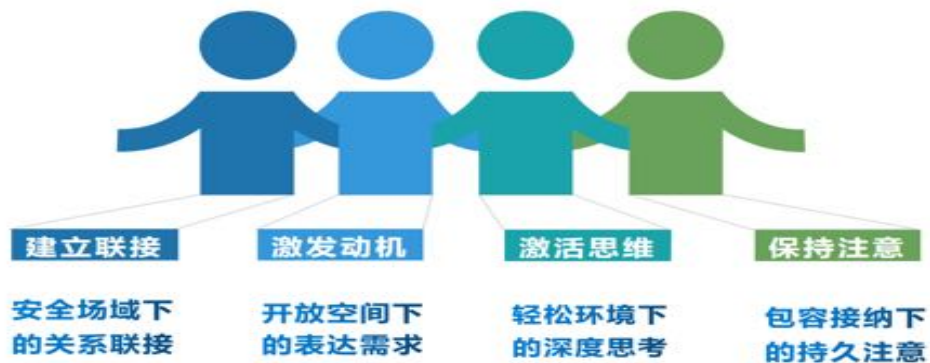 建立联接
激发动机
激活思维
保持注意
安全场域下
的关系联接
开放空间下
的表达需求
轻松环境下
的深度思考
包容接纳下
的持久注意